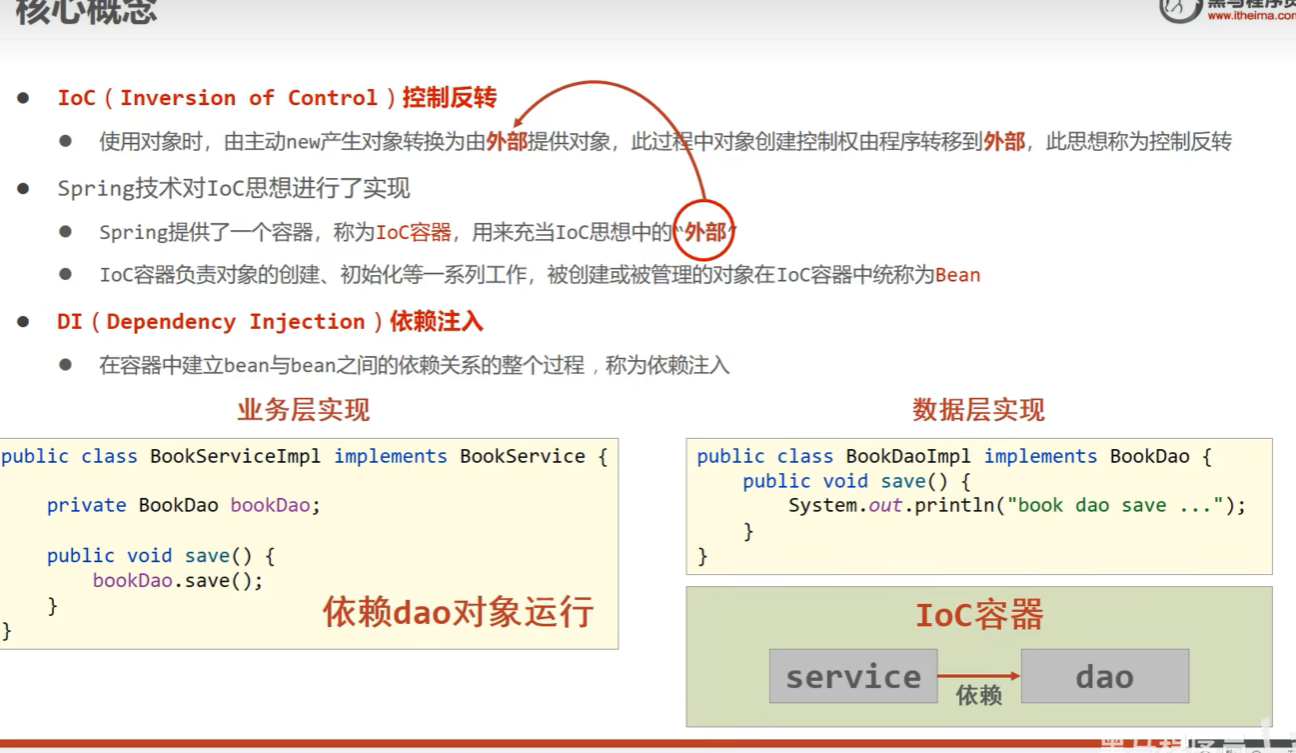 核心概念
www.itheima.com
IoC（Inversion of Control）控制反转
使用对象时，由主动new产生对象转换为由外部提供对象，此过程中对象创建控制权由程序转移到外部，此思想称为控制反转
Spring技术对IoC思想进行了实现
Spring提供了一个容器，称为IoC容器，用来充当IoC思想中的“外部”
IoC容器负责对象的创建、初始化等一系列工作，被创建或被管理的对象在IoC容器中统称为Bean
DI（Dependency Injection）依赖注入
在容器中建立bean与bean之间的依赖关系的整个过程，称为依赖注入
业务层实现
public class BookServiceImpl implements BookService {
private BookDao bookDao;
public void save() {
bookDao.save();
}
}
依赖dao对象运行
数据层实现
public class BookDaoImpl implements BookDao {
public void save() {
System.out.println("book dao save ...");
}
}
IoC容器
service
依赖
dao